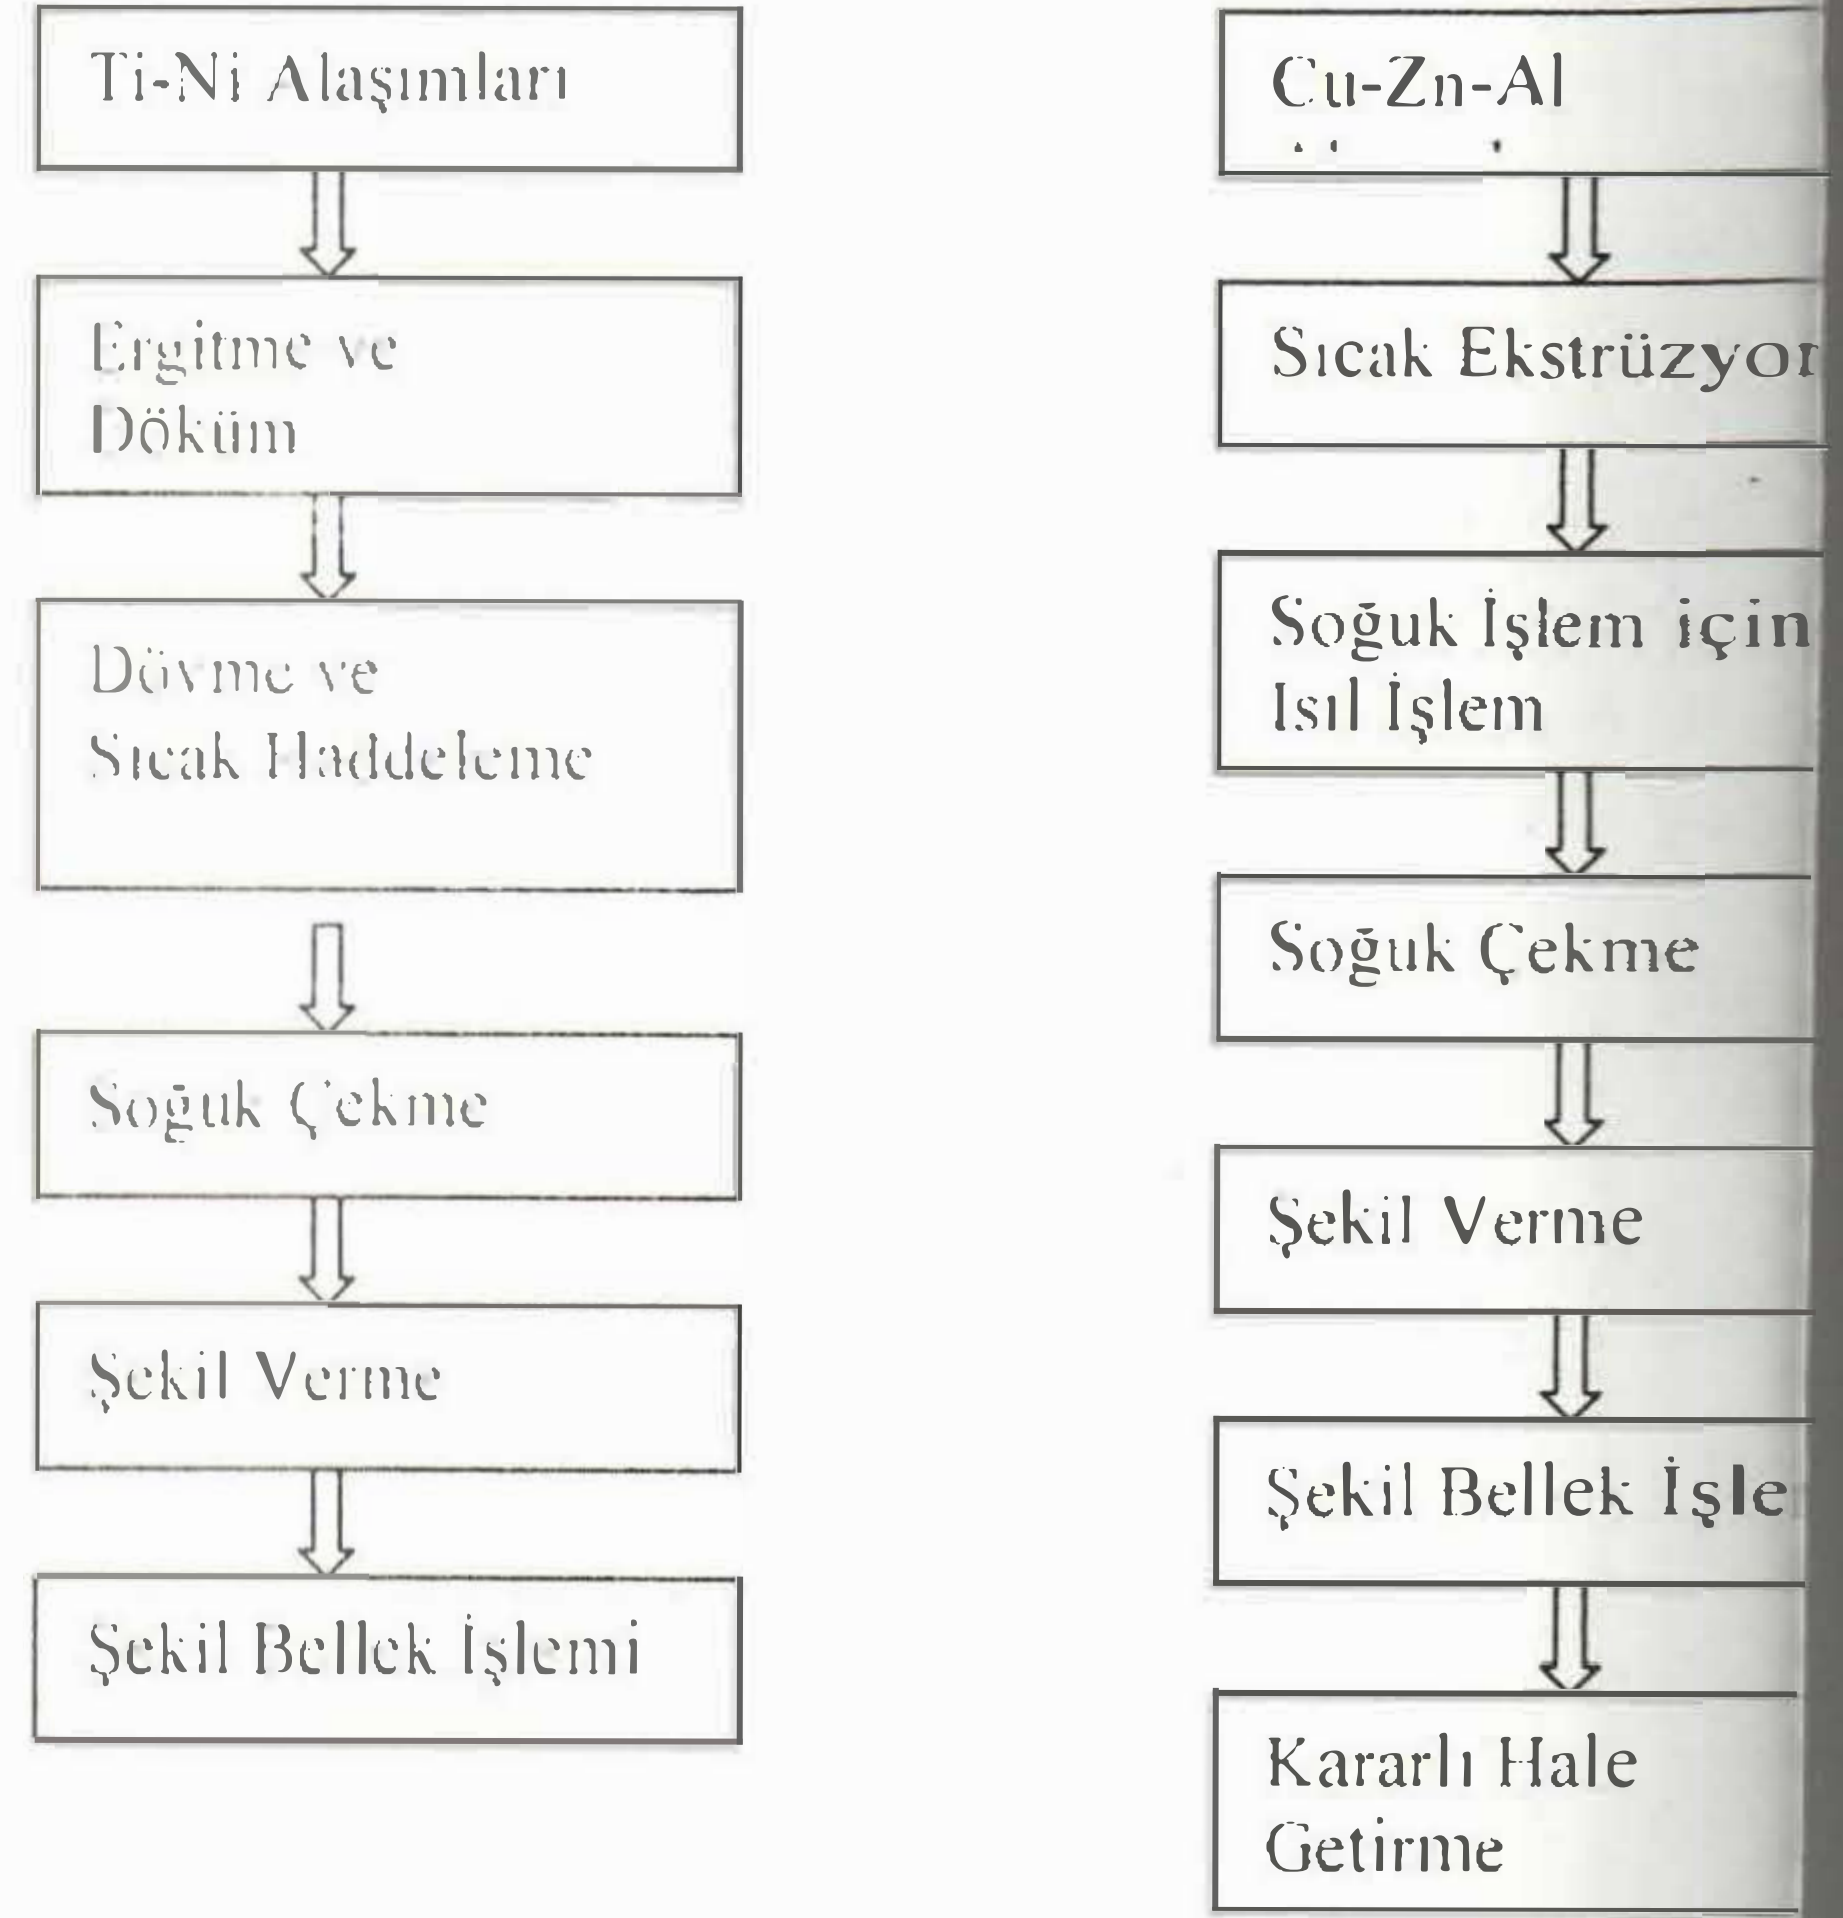 Ti-Ni Alaşımları
Ergitme ve
Döküm
Dövme ve
Sıcak Haddeleme
Soğuk Çekme
Şekil Verme
Şekil Bellek İşlemi
Cu-Zn-Al
Sıcak Ekstrüzyon
Soğuk İşlem için
Isıl İşlem
Soğuk Çekme
Şekil Verme
Şekil Bellek İşle
Kararlı Hale
Getirme